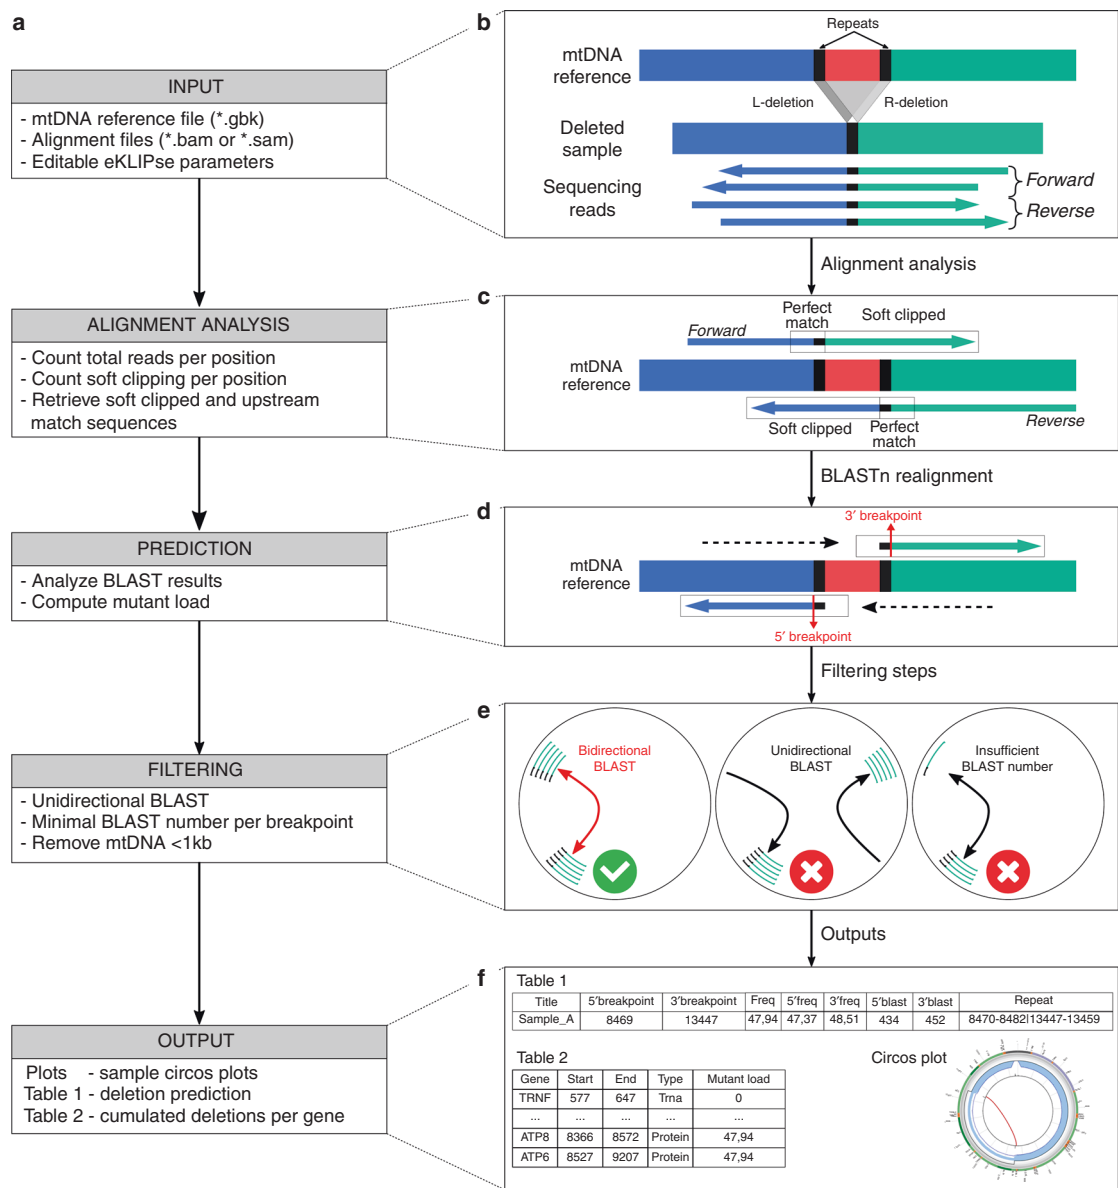 a
INPUT
- mtDNA reference file (*.gbk)
- Alignment files (*.bam or *.sam)
- Editable eKLIPse parameters
ALIGNMENT ANALYSIS
- Count total reads per position
- Count soft clipping per position
- Retrieve soft clipped and upstream
match sequences
PREDICTION
- Analyze BLAST results
- Compute mutant load
FILTERING
- Unidirectional BLAST
- Minimal BLAST number per breakpoint
- Remove mtDNA <1kb
OUTPUT
Plots - sample circos plots
Table 1 - deletion prediction
Table 2 - cumulated deletions per gene
b
Repeats
mtDNA
reference
L-deletion
R-deletion
Deleted
sample
Sequencing
reads
Forward
Reverse
Alignment analysis
c
Perfect
match
Soft clipped
Forward
mtDNA
reference
Soft clipped
Perfect
match
Reverse
BLASTn realignment
d
3′ breakpoint
mtDNA
reference
5′ breakpoint
Filtering steps
e
Bidirectional
BLAST
Unidirectional
BLAST
Insufficient
BLAST number
Outputs
f
Table 1
Title 5′breakpoint 3′breakpoint Freq 5′freq 3′freq 5′blast 3′blast Repeat
Sample_A 8469 13447 47,94 47,37 48,51 434 452 8470-8482|13447-13459
Table 2
Gene Start End Type Mutant load
TRNF 577 647 Trna 0
... ... ... ... ...
ATP8 8366 8572 Protein 47,94
ATP6 8527 9207 Protein 47,94
Circos plot